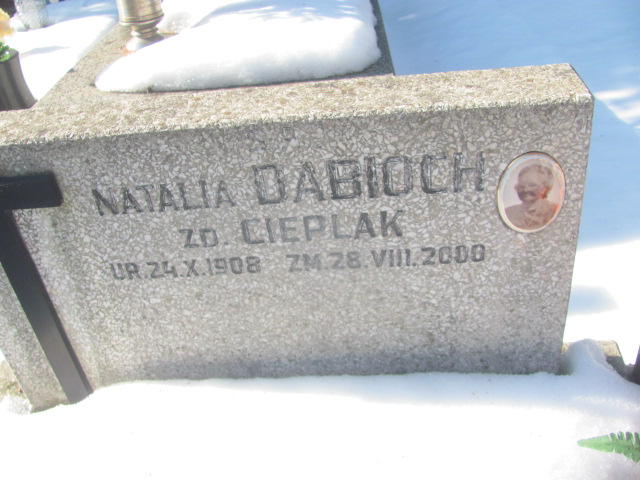 NATALIA DABIOCH
ZD. CIEPLAK
UR.24.X.1908 ZM.28.VIII.2000